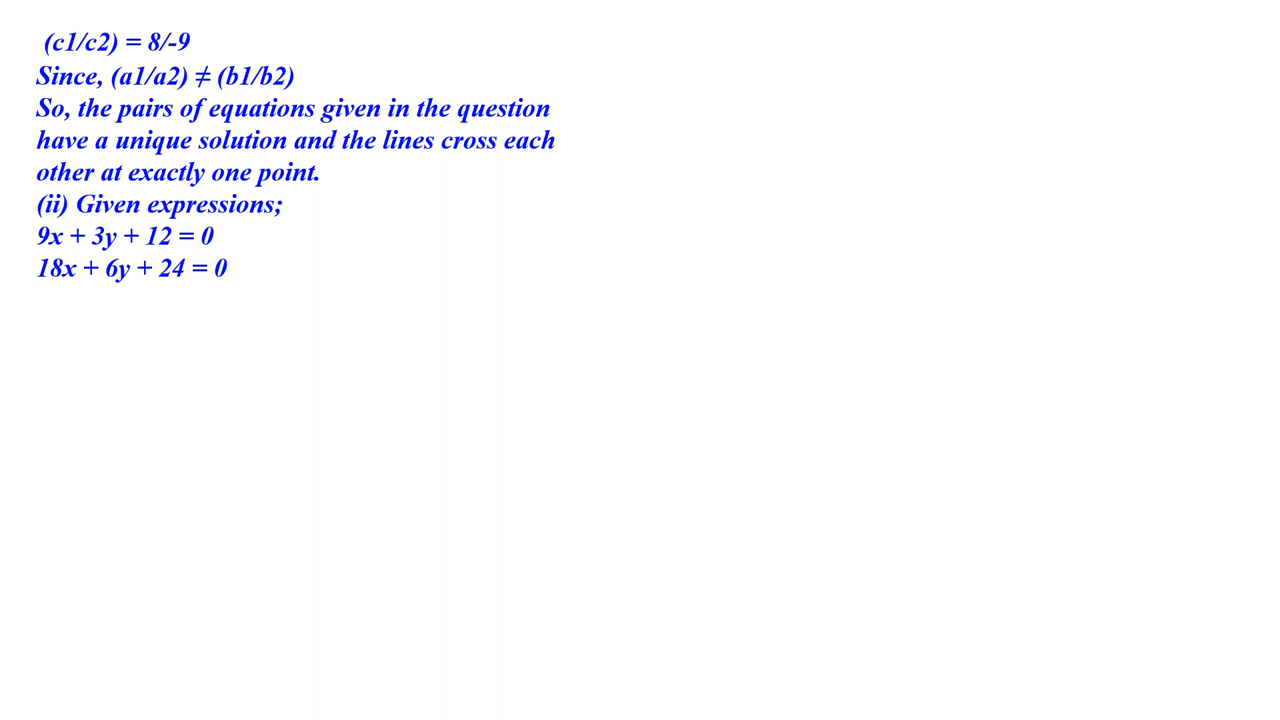 (c1/c2) = 8/-9
Since, (a1/a2) ≠ (b1/b2)
So, the pairs of equations given in the question
have a unique solution and the lines cross each
other at exactly one point.
(ii) Given expressions;
9x + 3y + 12 = 0
18x + 6y + 24 = 0